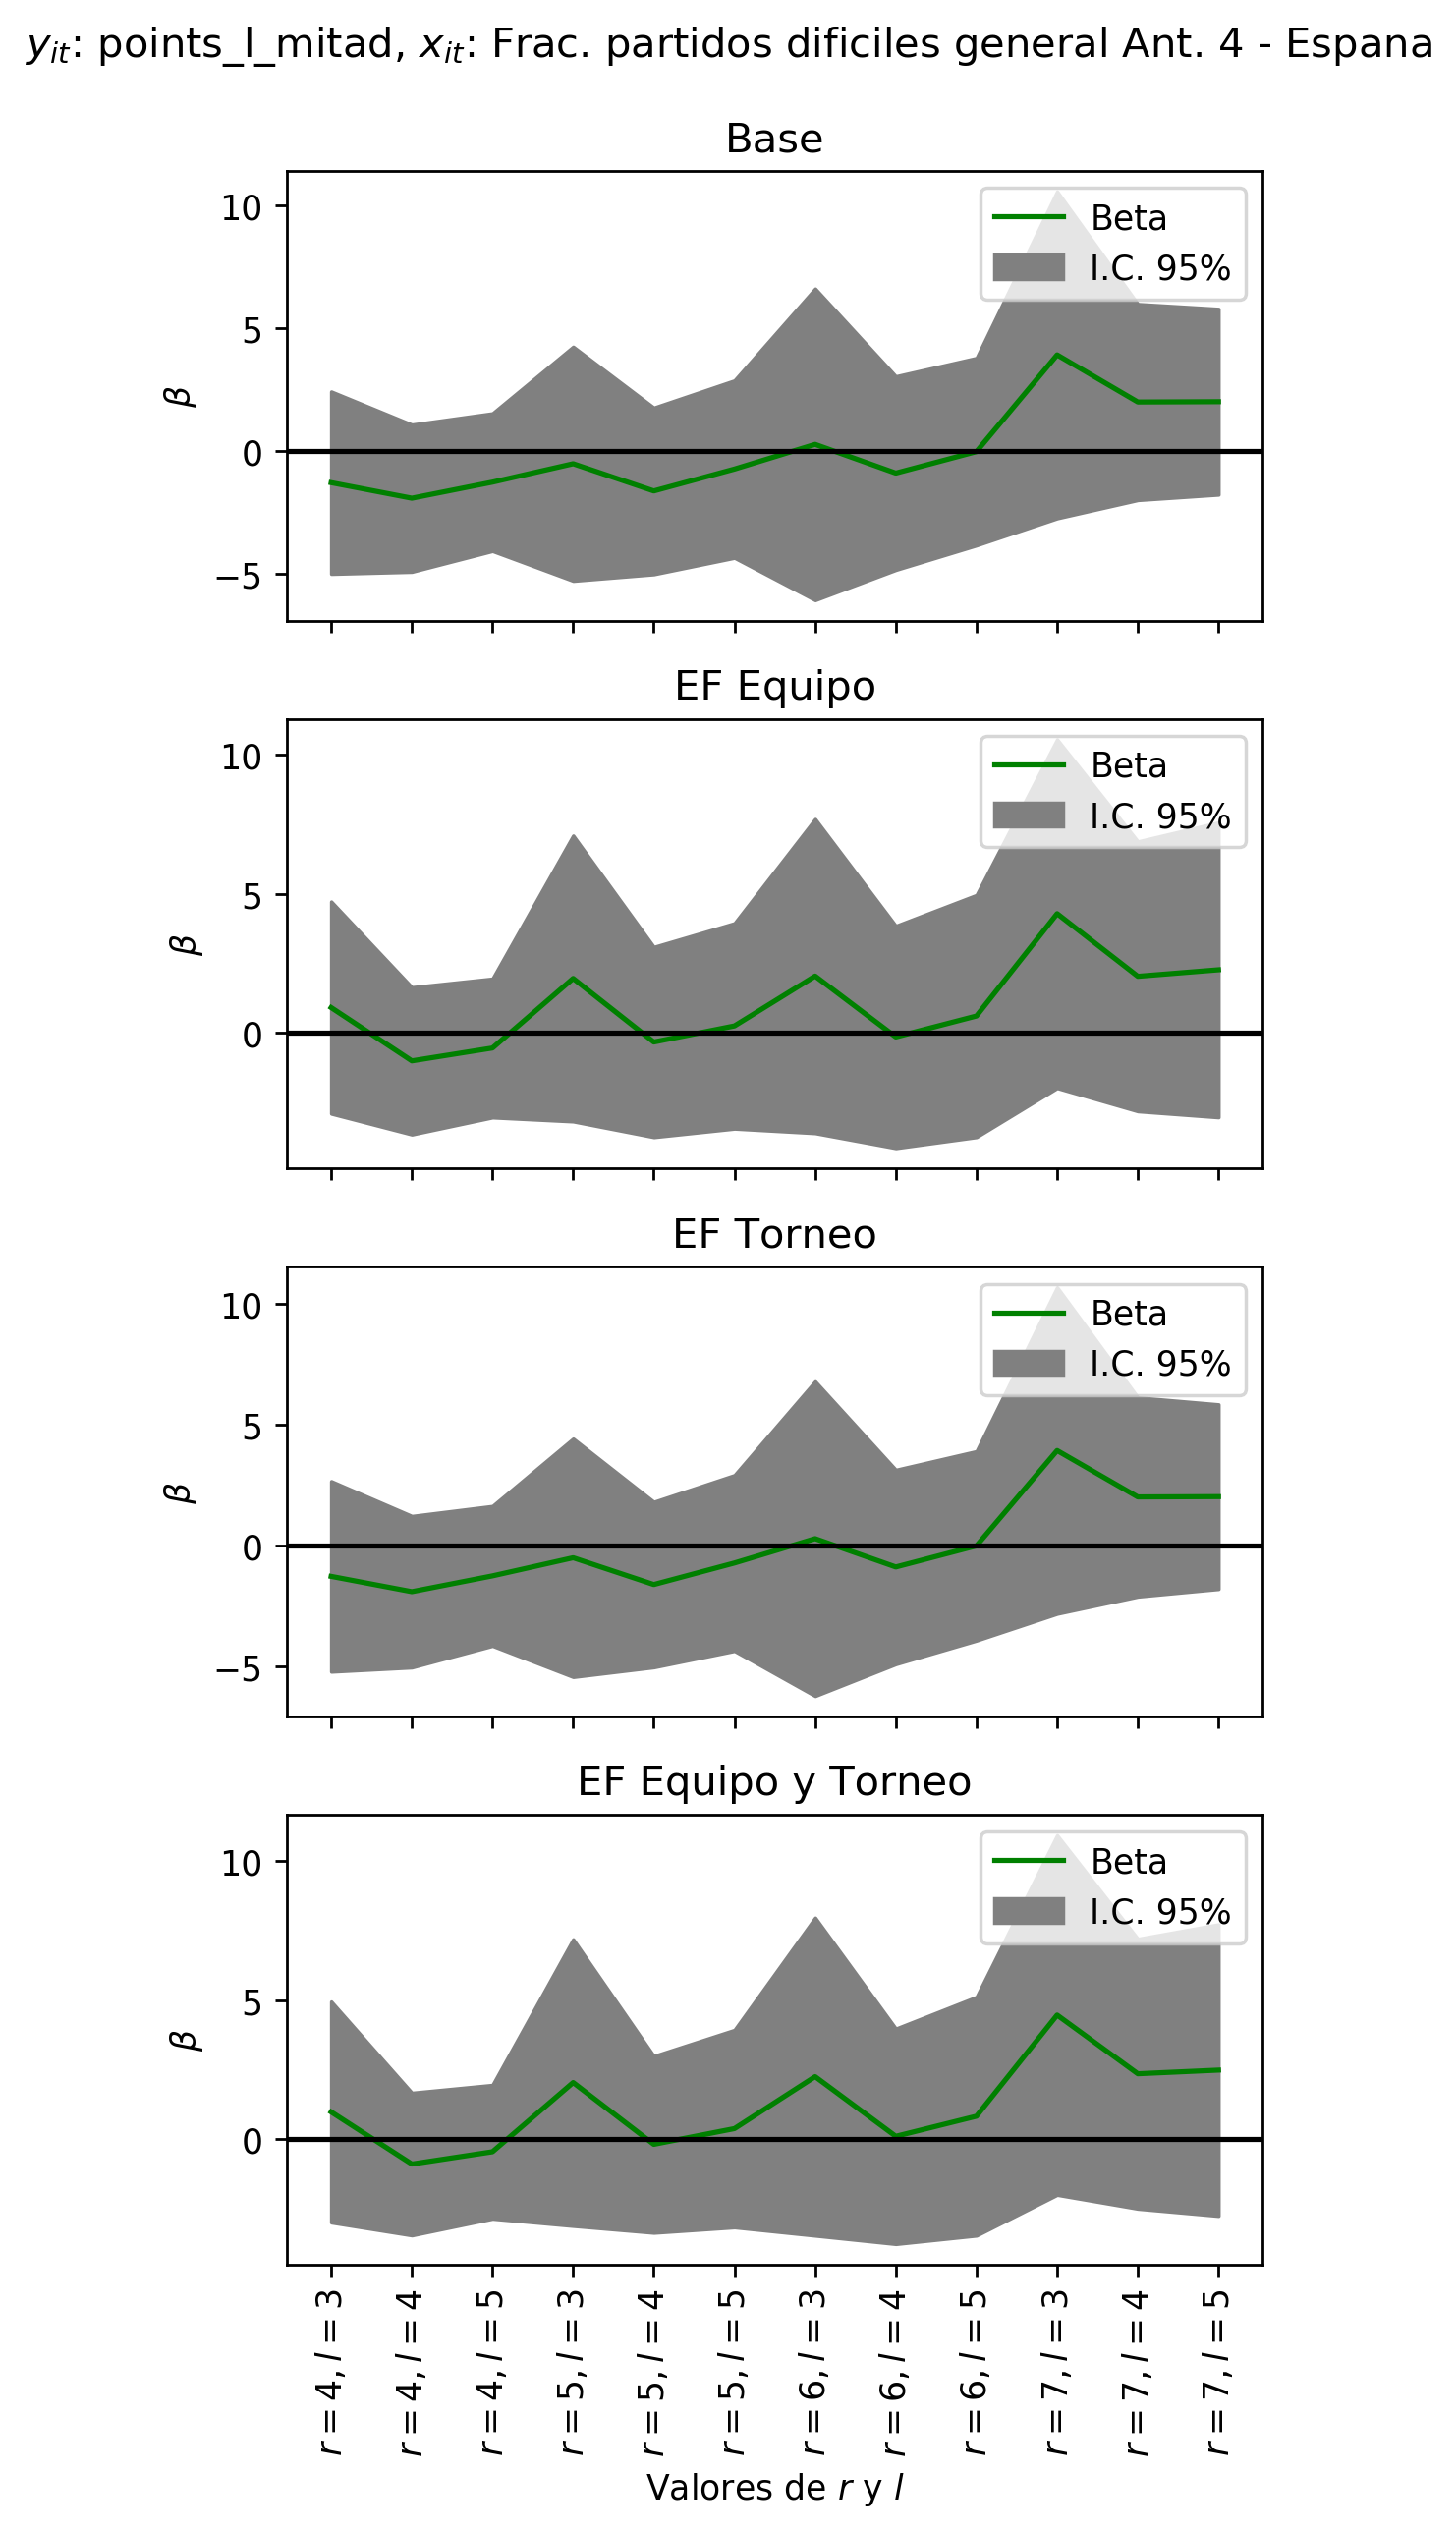 y_it: points_l_mitad, x_it: Frac. partidos dificiles general Ant. 4 - Espana
Base
10
5
0
−5
β
Beta
I.C. 95%
EF Equipo
10
5
0
β
Beta
I.C. 95%
EF Torneo
10
5
0
−5
β
Beta
I.C. 95%
EF Equipo y Torneo
10
5
0
β
Beta
I.C. 95%
r = 4, l = 3
r = 4, l = 4
r = 4, l = 5
r = 5, l = 3
r = 5, l = 4
r = 5, l = 5
r = 6, l = 3
r = 6, l = 4
r = 6, l = 5
r = 7, l = 3
r = 7, l = 4
r = 7, l = 5
Valores de r y l